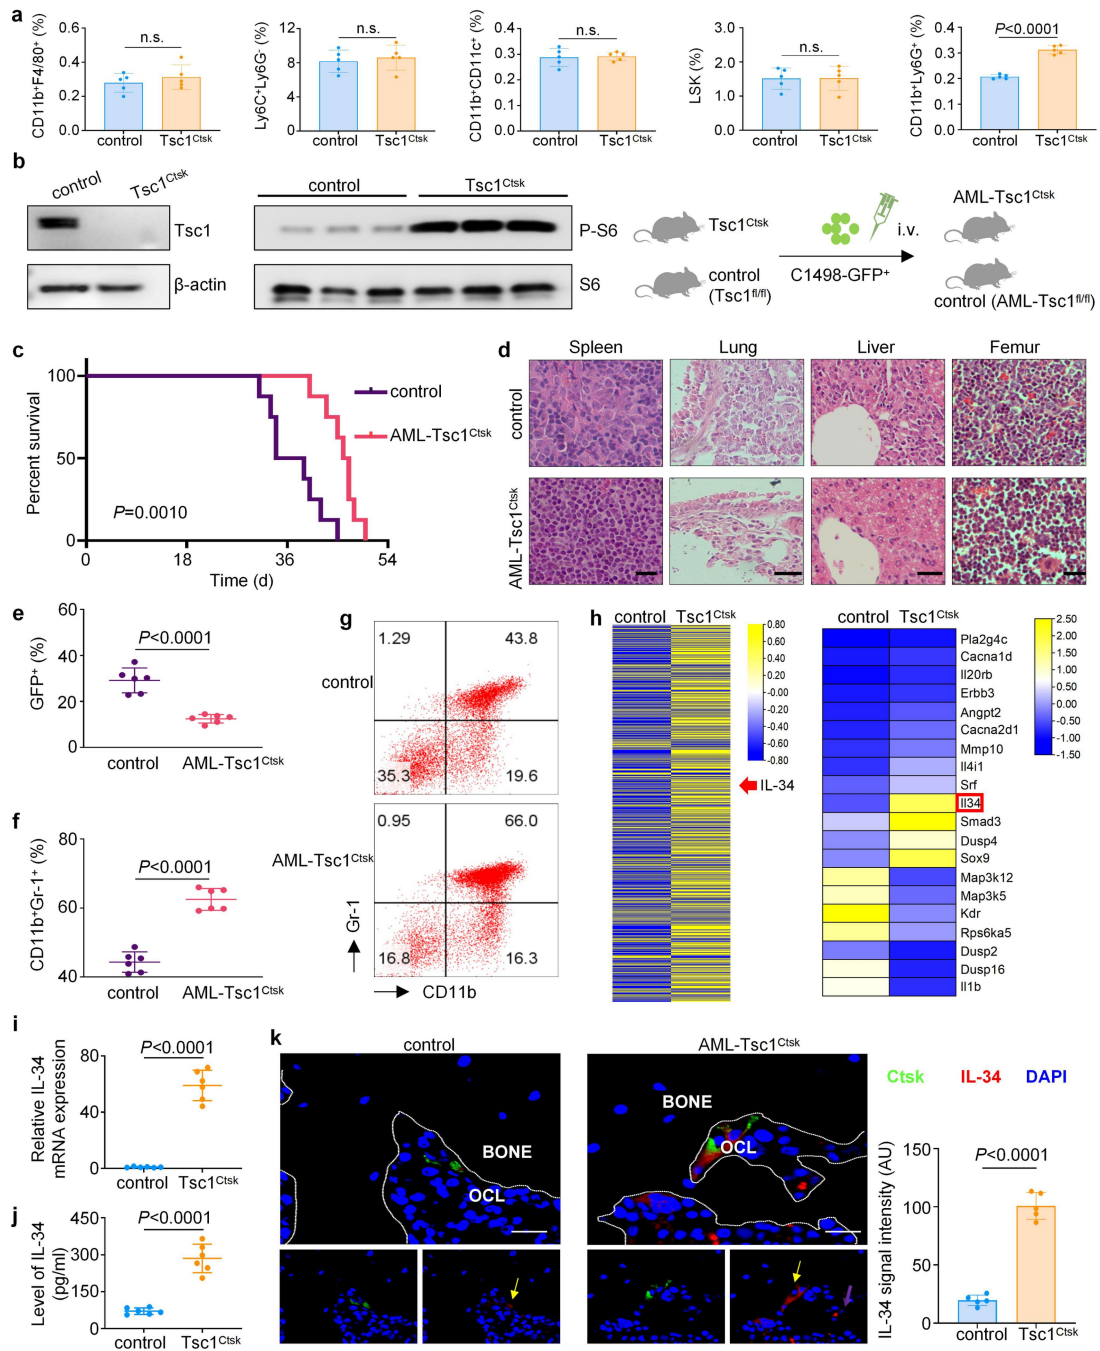 a
CD11b⁺F4/80⁺ (%)
0.6
0.4
0.2
0.0
n.s.
control
Tsc1ᶜᵗˢᵏ
Ly6C⁺Ly6G⁻ (%)
12
8
4
0
n.s.
control
Tsc1ᶜᵗˢᵏ
CD11b⁺CD11c⁺ (%)
0.4
0.3
0.2
0.1
0.0
n.s.
control
Tsc1ᶜᵗˢᵏ
LSK (%)
3
2
1
0
n.s.
control
Tsc1ᶜᵗˢᵏ
CD11b⁺Ly6G⁺ (%)
0.4
0.3
0.2
0.1
0.0
P<0.0001
control
Tsc1ᶜᵗˢᵏ
b
control
Tsc1ᶜᵗˢᵏ
Tsc1
β-actin
control
Tsc1ᶜᵗˢᵏ
P-S6
S6
Tsc1ᶜᵗˢᵏ
control
(Tsc1ᶠˡ/ᶠˡ)
i.v.
C1498-GFP⁺
AML-Tsc1ᶜᵗˢᵏ
control (AML-Tsc1ᶠˡ/ᶠˡ)
c
Percent survival
100
50
0
0
18
36
54
Time (d)
P=0.0010
control
AML-Tsc1ᶜᵗˢᵏ
d
Spleen
Lung
Liver
Femur
control
AML-Tsc1ᶜᵗˢᵏ
e
GFP⁺ (%)
60
40
20
0
P<0.0001
control
AML-Tsc1ᶜᵗˢᵏ
f
CD11b⁺Gr-1⁺ (%)
80
60
40
P<0.0001
control
AML-Tsc1ᶜᵗˢᵏ
g
control
1.29
43.8
35.3
19.6
AML-Tsc1ᶜᵗˢᵏ
0.95
66.0
16.8
16.3
Gr-1
CD11b
h
control
Tsc1ᶜᵗˢᵏ
0.80
0.60
0.40
0.20
0.00
-0.20
-0.40
-0.60
-0.80
IL-34
control
Tsc1ᶜᵗˢᵏ
Pla2g4c
Cacna1d
Il20rb
Erbb3
Angpt2
Cacna2d1
Mmp10
Il4i1
Srf
Il34
Smad3
Dusp4
Sox9
Map3k12
Map3k5
Kdr
Rps6ka5
Dusp2
Dusp16
Il1b
2.50
2.00
1.50
1.00
0.50
0.00
-0.50
-1.00
-1.50
i
Relative IL-34
mRNA expression
80
40
0
P<0.0001
control
Tsc1ᶜᵗˢᵏ
j
Level of IL-34
(pg/ml)
450
300
150
0
P<0.0001
control
Tsc1ᶜᵗˢᵏ
k
control
BONE
OCL
AML-Tsc1ᶜᵗˢᵏ
BONE
OCL
Ctsk
IL-34
DAPI
IL-34 signal intensity (AU)
150
100
50
0
P<0.0001
control
Tsc1ᶜᵗˢᵏ